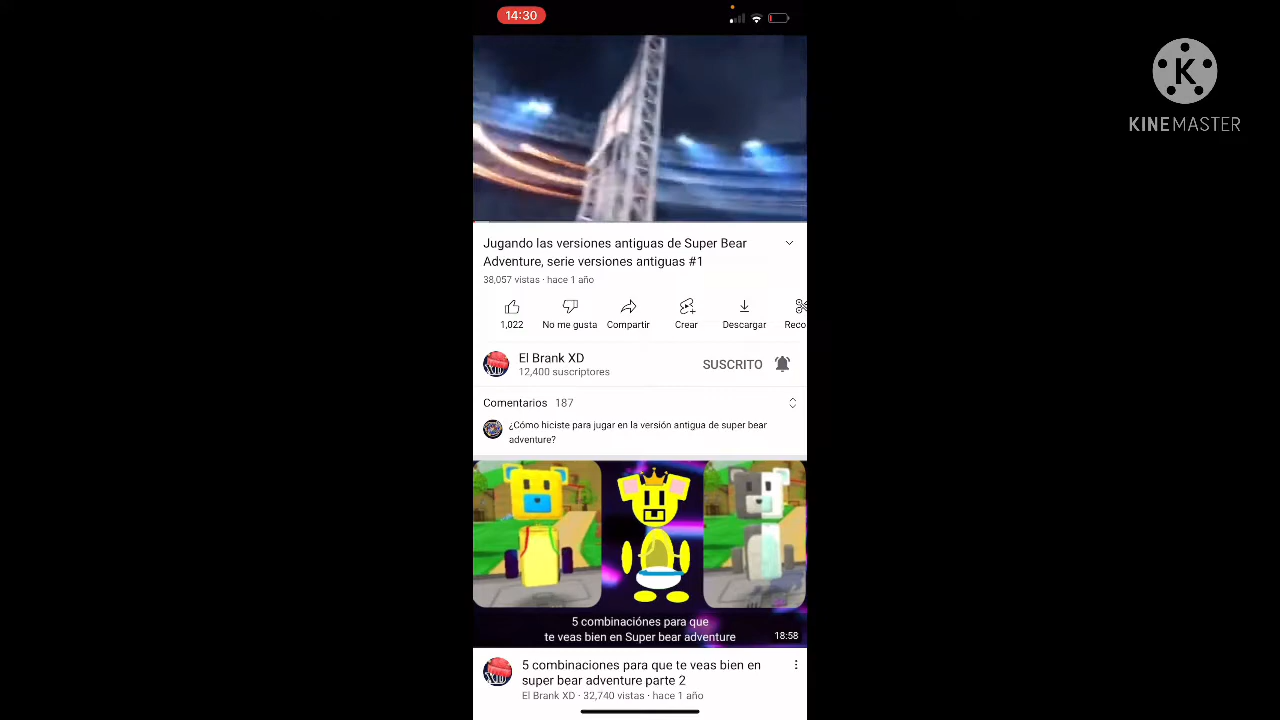 14:30
K
KINEMASTER
Jugando las versiones antiguas de Super Bear
Adventure, serie versiones antiguas #1
38,057 vistas · hace 1 año
1,022
No me gusta
Compartir
Crear
Descargar
Reco
El Brank XD
12,400 suscriptores
SUSCRITO
Comentarios 187
¿Cómo hiciste para jugar en la versión antigua de super bear
adventure?
5 combinaciónes para que
te veas bien en Super bear adventure
18:58
5 combinaciones para que te veas bien en
super bear adventure parte 2
El Brank XD · 32,740 vistas · hace 1 año